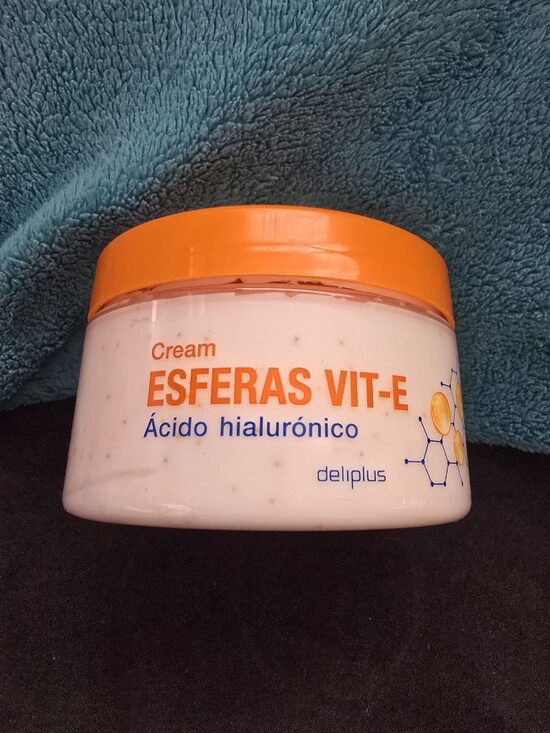 Cream
ESFERAS VIT-E
Ácido hialurónico
deliplus